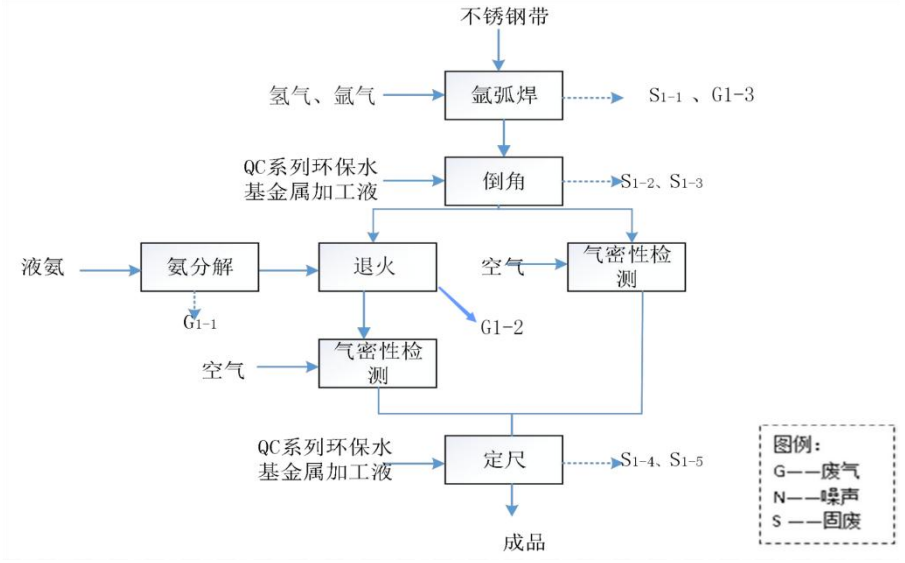 不锈钢带
氢气、氩气
氩弧焊
S1-1 、G1-3
QC系列环保水
基金属加工液
倒角
S1-2、S1-3
液氨
氨分解
退火
空气
气密性检
测
G1-1
G1-2
空气
气密性检
测
QC系列环保水
基金属加工液
定尺
S1-4、S1-5
成品
图例：
G——废气
N——噪声
S ——固废